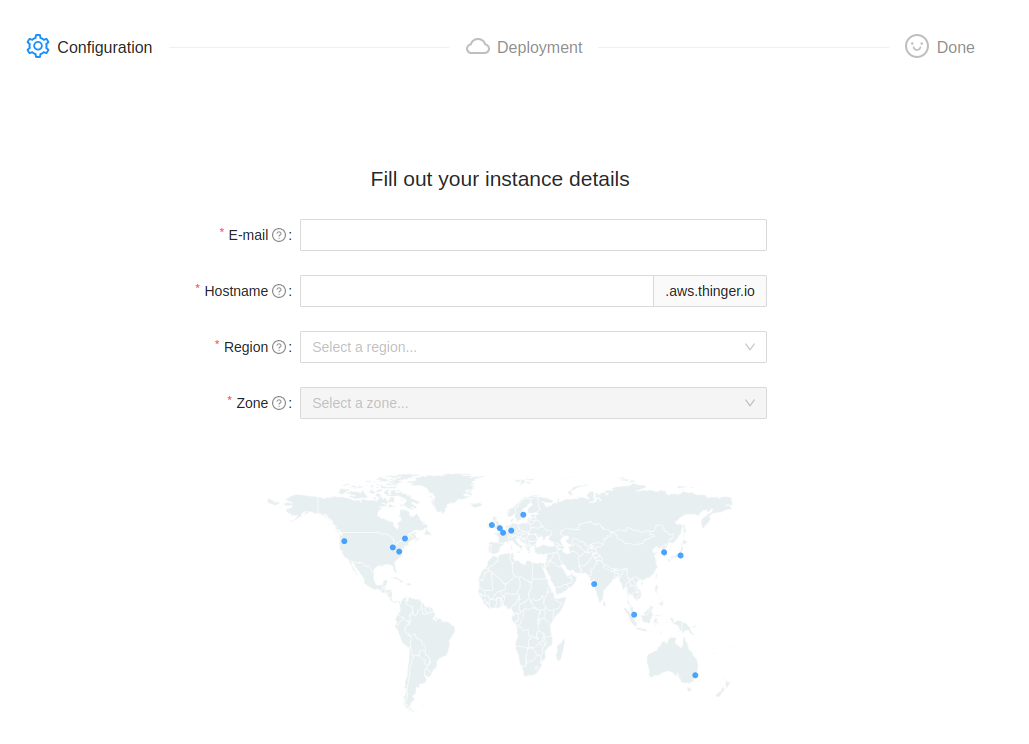 Configuration
Deployment
Done
Fill out your instance details
* E-mail ? :
* Hostname ? : .aws.thinger.io
* Region ? : Select a region...
* Zone ? : Select a zone...